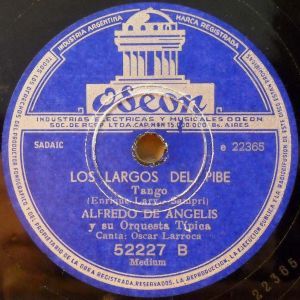 INDUSTRIA ARGENTINA
MARCA REGISTRADA
Odeon
INDUSTRIAS ELECTRICAS Y MUSICALES ODEON
SOC. DE RESP. LTDA. CAP. M$N 15.000.000 Bs. AIRES
SADAIC
e 22365
LOS LARGOS DEL PIBE
Tango
(Enrique Lary - Sampri)
ALFREDO DE ANGELIS
y su Orquesta Típica
Canta: Oscar Larroca
52227 B
Medium
22365